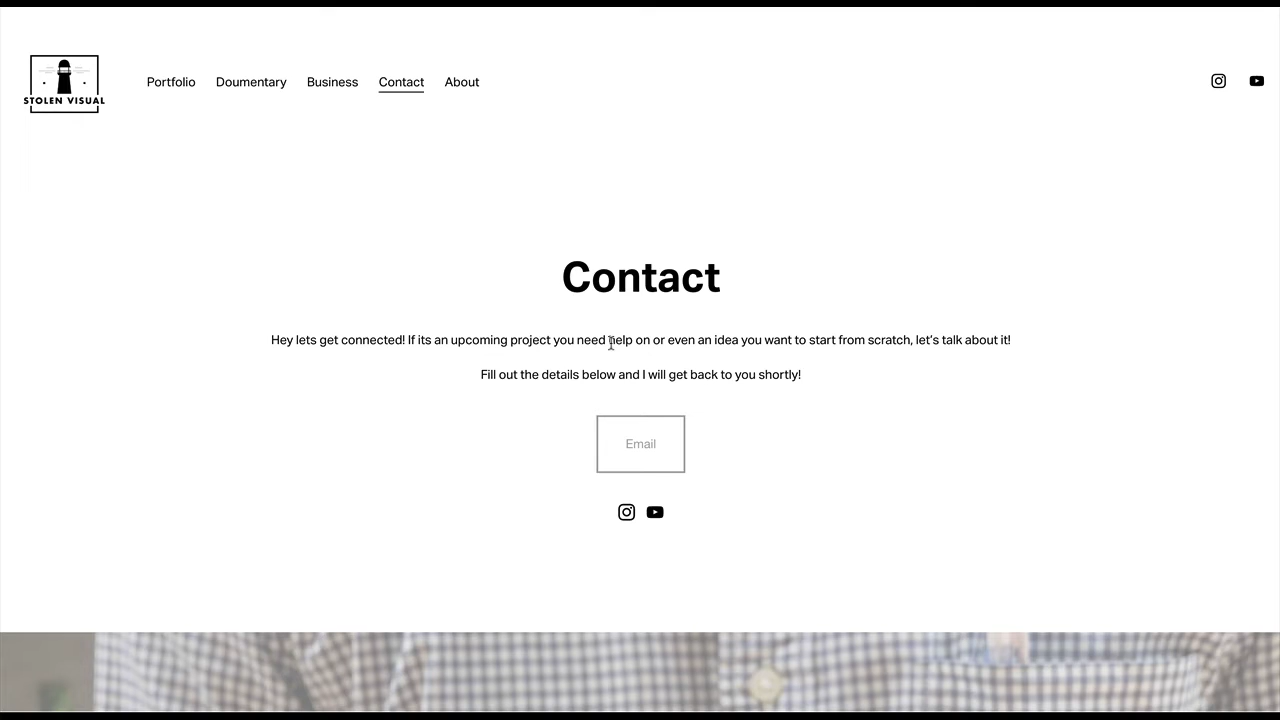 STOLEN VISUAL
Portfolio Doumentary Business Contact About
Contact
Hey lets get connected! If its an upcoming project you need help on or even an idea you want to start from scratch, let’s talk about it!
Fill out the details below and I will get back to you shortly!
Email